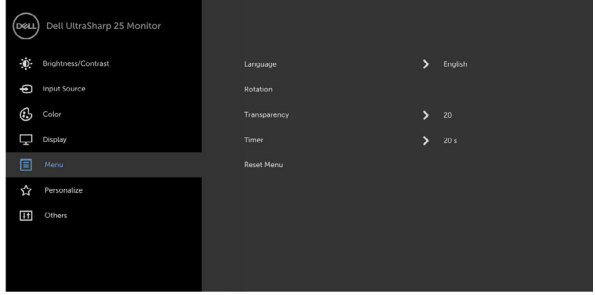 DELL
Dell UltraSharp 25 Monitor
Brightness/Contrast
Input Source
Color
Display
Menu
Personalize
Others
Language English
Rotation
Transparency 20
Timer 20 s
Reset Menu